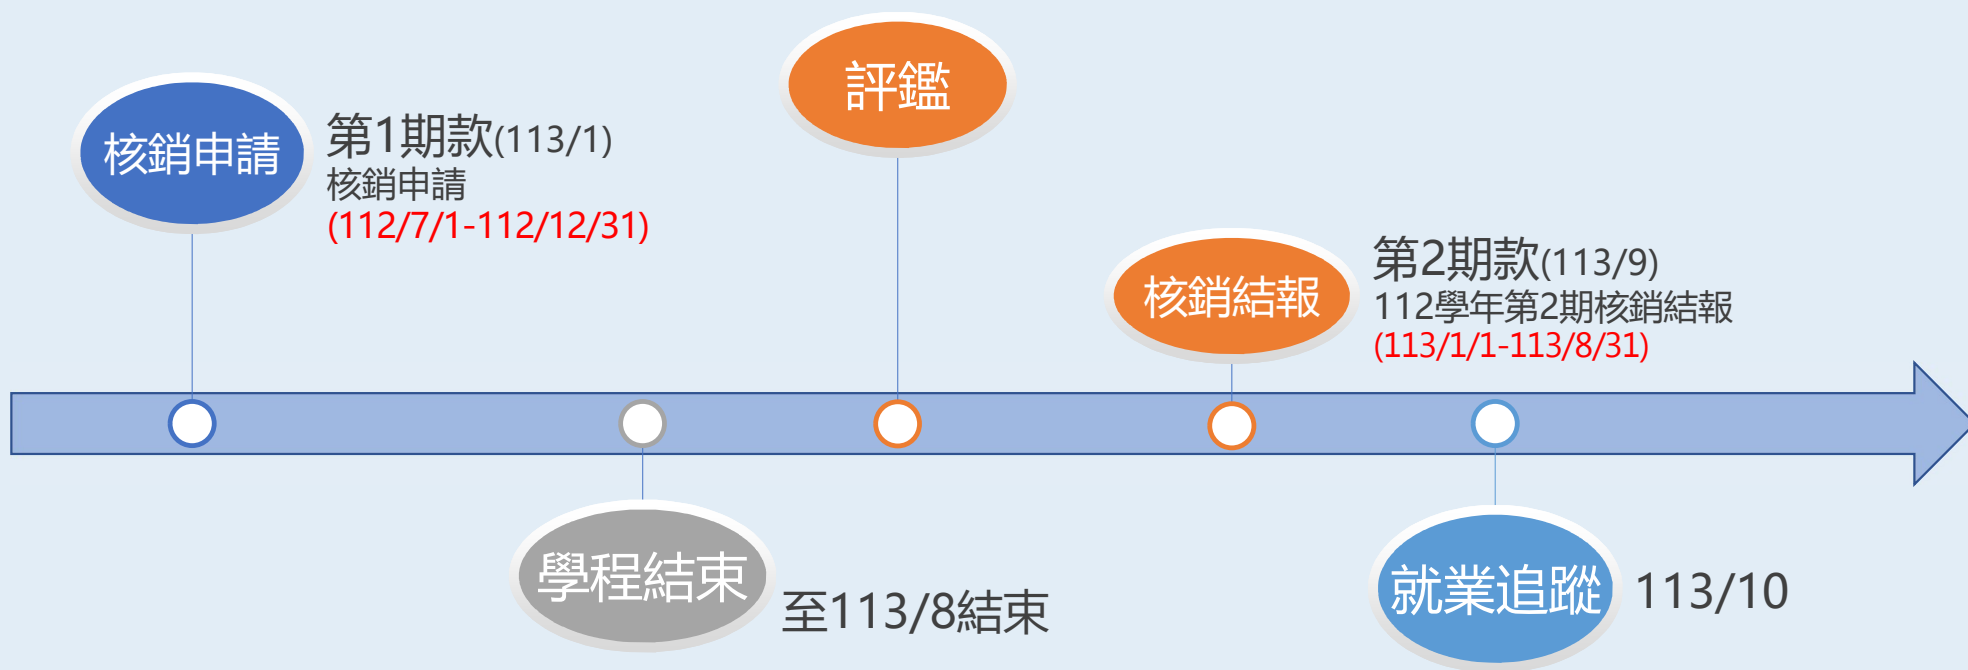 核銷申請
第1期款(113/1)
核銷申請
(112/7/1-112/12/31)
學程結束
至113/8結束
評鑑
核銷結報
第2期款(113/9)
112學年第2期核銷結報
(113/1/1-113/8/31)
就業追蹤
113/10